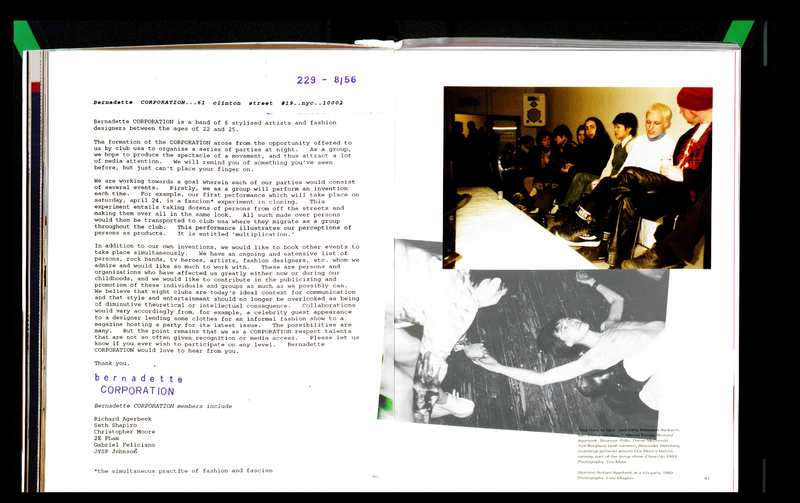 229 - 8/56
Bernadette CORPORATION...61 clinton street #19..nyc..10002
Bernadette CORPORATION is a band of 6 stylized artists and fashion
designers between the ages of 22 and 25.
The formation of the CORPORATION arose from the opportunity offered to
us by club usa to organise a series of parties at night. As a group,
we hope to produce the spectacle of a movement, and thus attract a lot
of media attention. We will remind you of something you've seen
before, but just can't place your finger on.
We are working towards a goal wherein each of our parties would consist
of several events. Firstly, we as a group will perform an invention
each time. For example, our first performance which will take place on
saturday, april 24, is a fascion* experiment in cloning. This
experiment entails taking dozens of persons from off the streets and
making them over all in the same look. All such made over persons
would then be transported to club usa where they migrate as a group
throughout the club. This performance illustrates our perceptions of
persons as products. It is entitled 'multiplication.'
In addition to our own inventions, we would like to book other events to
take place simultaneously. We have an ongoing and extensive list of
persons, rock bands, tv heroes, artists, fashion designers, etc. whom we
admire and would like so much to work with. These are persons and
organizations who have affected us greatly either now or during our
childhoods, and we would like to contribute in the publicizing and
promotion of these individuals and groups as much as we possibly can.
We believe that night clubs are today's ideal context for communication
and that style and entertainment should no longer be overlooked as being
of diminutive theoretical or intellectual consequence. Collaborations
would vary accordingly from, for example, a celebrity guest appearance
to a designer lending some clothes for an informal fashion show to a
magazine hosting a party for its latest issue. The possibilities are
many. But the point remains that we as a CORPORATION respect talents
that are not so often given recognition or media access. Please let us
know if you ever wish to participate on any level. Bernadette
CORPORATION would love to hear from you.
Thank you.
bernadette
CORPORATION
Bernadette CORPORATION members include
Richard Agerbeek
Seth Shapiro
Christopher Moore
2E Pham
Gabriel Feliciano
JYSP Johnson
*the simultaneous practice of fashion and fascism